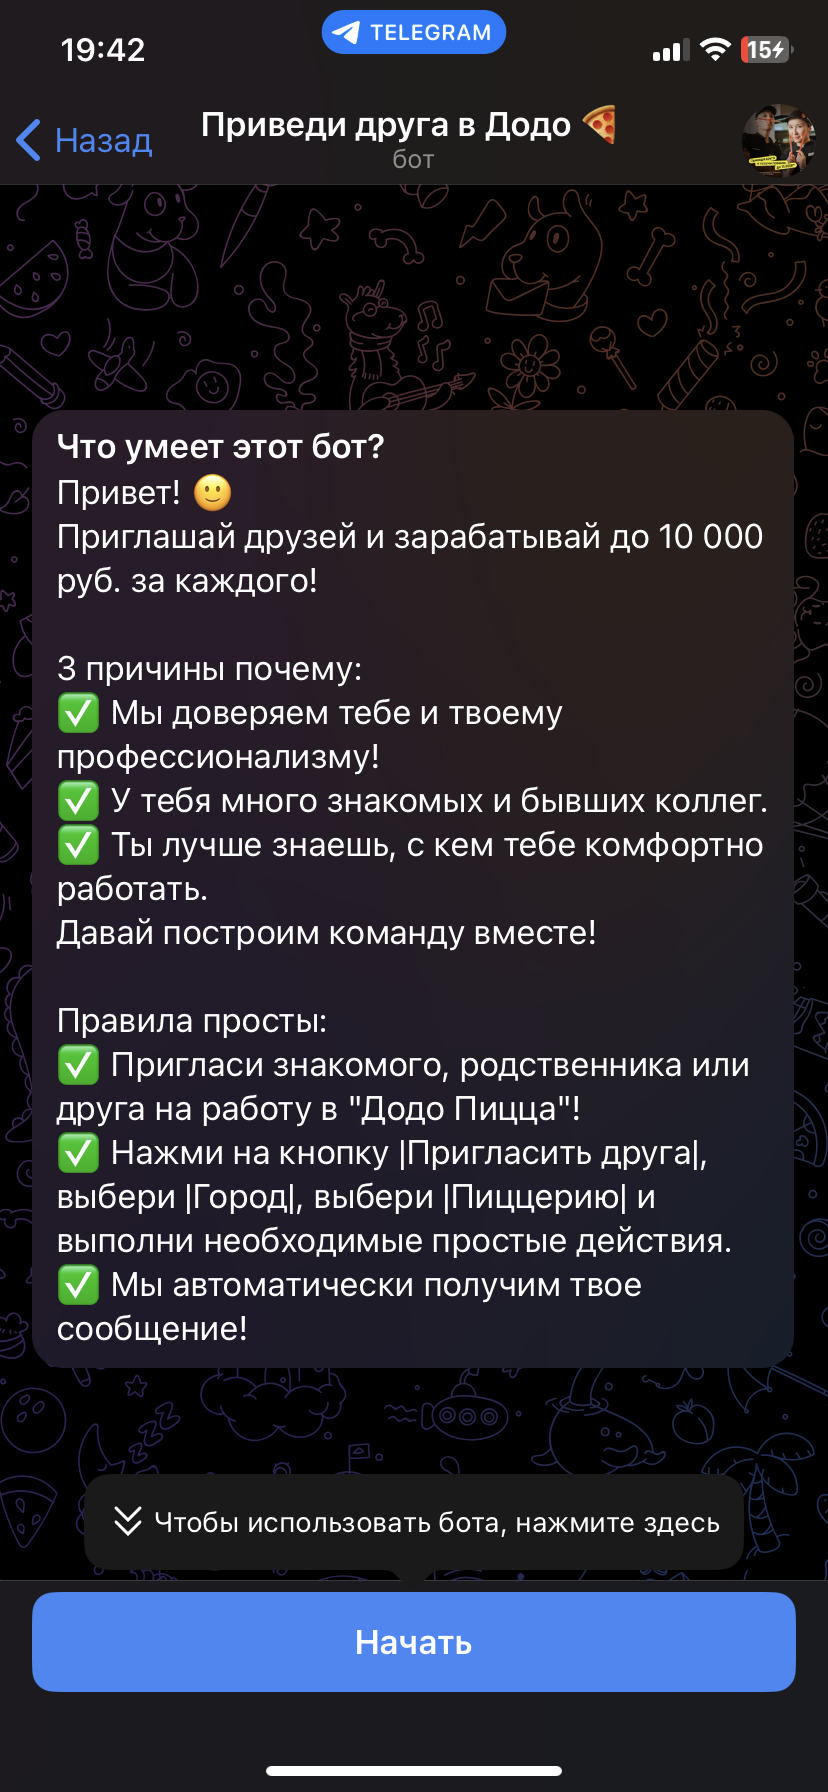 19:42
TELEGRAM
15
Назад
Приведи друга в Додо 🍕
бот
Что умеет этот бот?
Привет! 🙂
Приглашай друзей и зарабатывай до 10 000
руб. за каждого!
3 причины почему:
✅ Мы доверяем тебе и твоему
профессионализму!
✅ У тебя много знакомых и бывших коллег.
✅ Ты лучше знаешь, с кем тебе комфортно
работать.
Давай построим команду вместе!
Правила просты:
✅ Пригласи знакомого, родственника или
друга на работу в "Додо Пицца"!
✅ Нажми на кнопку |Пригласить друга|,
выбери |Город|, выбери |Пиццерию| и
выполни необходимые простые действия.
✅ Мы автоматически получим твое
сообщение!
Чтобы использовать бота, нажмите здесь
Начать